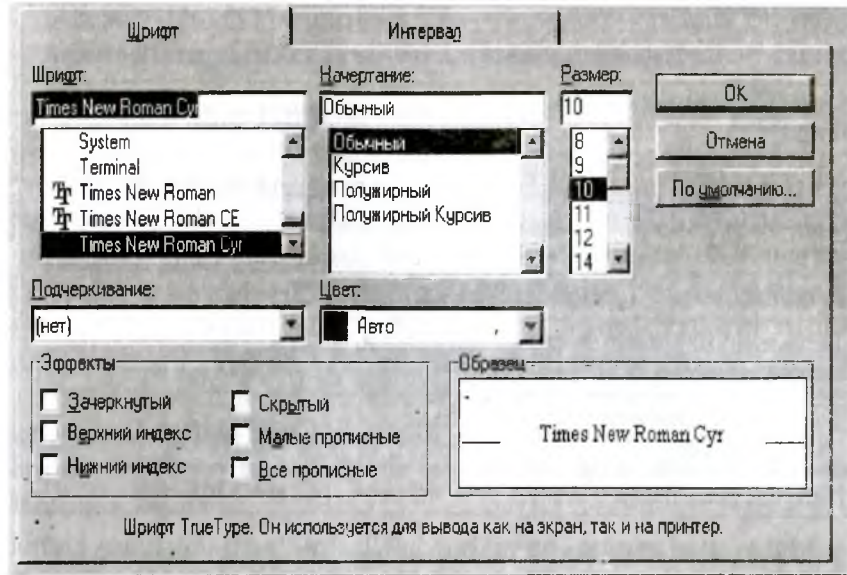 Шрифт Интервал
Шрифт: Начертание: Размер:
Times New Roman Cyr Обычный 10 OK
System Обычный 8 Отмена
Terminal Курсив 9
Times New Roman Полужирный 10 По умолчанию...
Times New Roman CE Полужирный Курсив 11
Times New Roman Cyr 12
14
Подчеркивание: Цвет:
(нет) Авто
Эффекты Образец
Зачеркнутый Скрытый
Верхний индекс Малые прописные Times New Roman Cyr
Нижний индекс Все прописные
Шрифт TrueType. Он используется для вывода как на экран, так и на принтер.